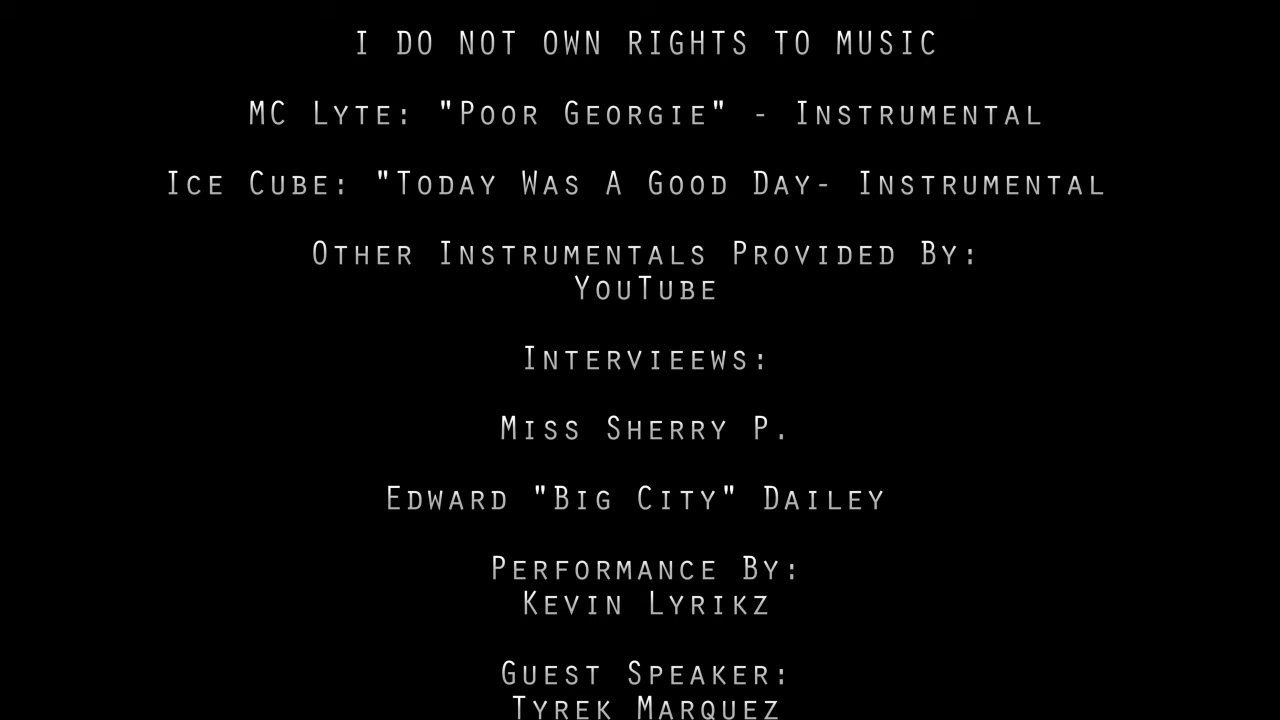 I DO NOT OWN RIGHTS TO MUSIC
MC LYTE: "POOR GEORGIE" - INSTRUMENTAL
ICE CUBE: "TODAY WAS A GOOD DAY- INSTRUMENTAL
OTHER INSTRUMENTALS PROVIDED BY:
YOUTUBE
INTERVIEEWS:
MISS SHERRY P.
EDWARD "BIG CITY" DAILEY
PERFORMANCE BY:
KEVIN LYRIKZ
GUEST SPEAKER:
TYREK MARQUEZ